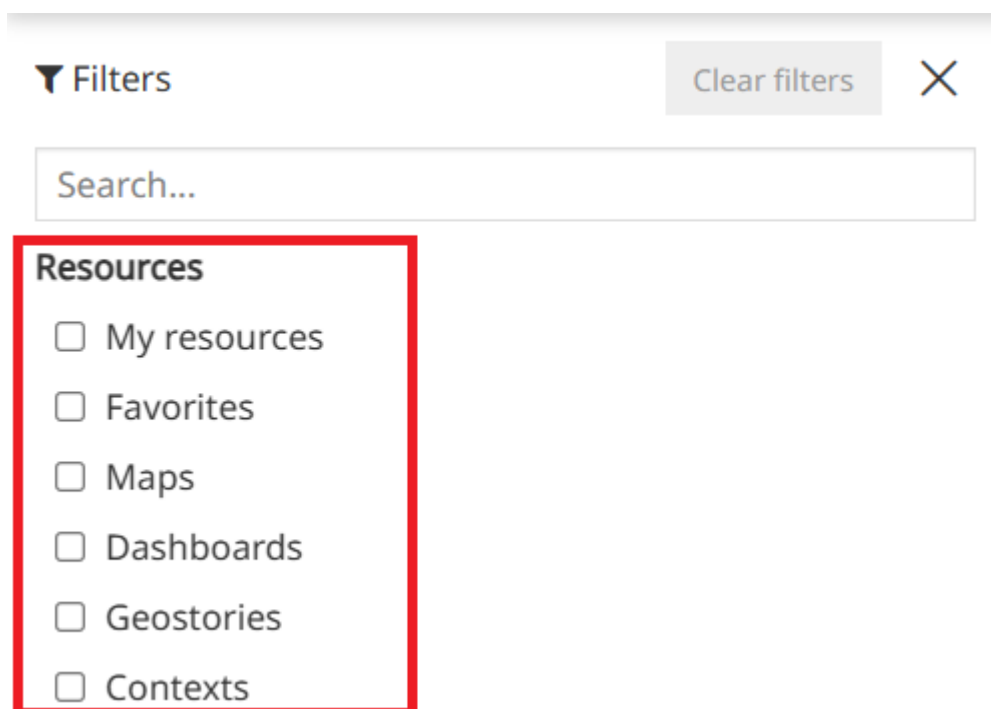 Filters
Clear filters
Search...
Resources
My resources
Favorites
Maps
Dashboards
Geostories
Contexts